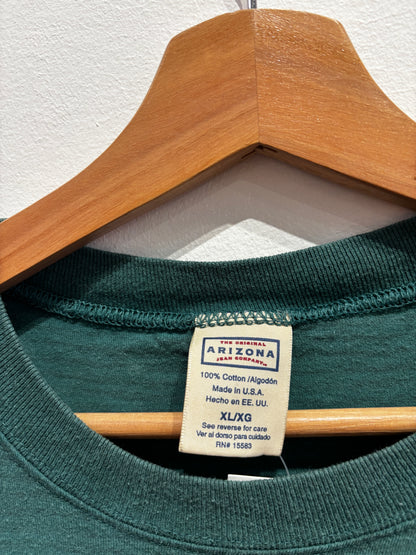 THE ORIGINAL
ARIZONA
JEAN COMPANY™
100% Cotton/Algodón
Made in U.S.A.
Hecho en EE. UU.
XL/XG
See reverse for care
Ver al dorso para cuidado
RN# 15583